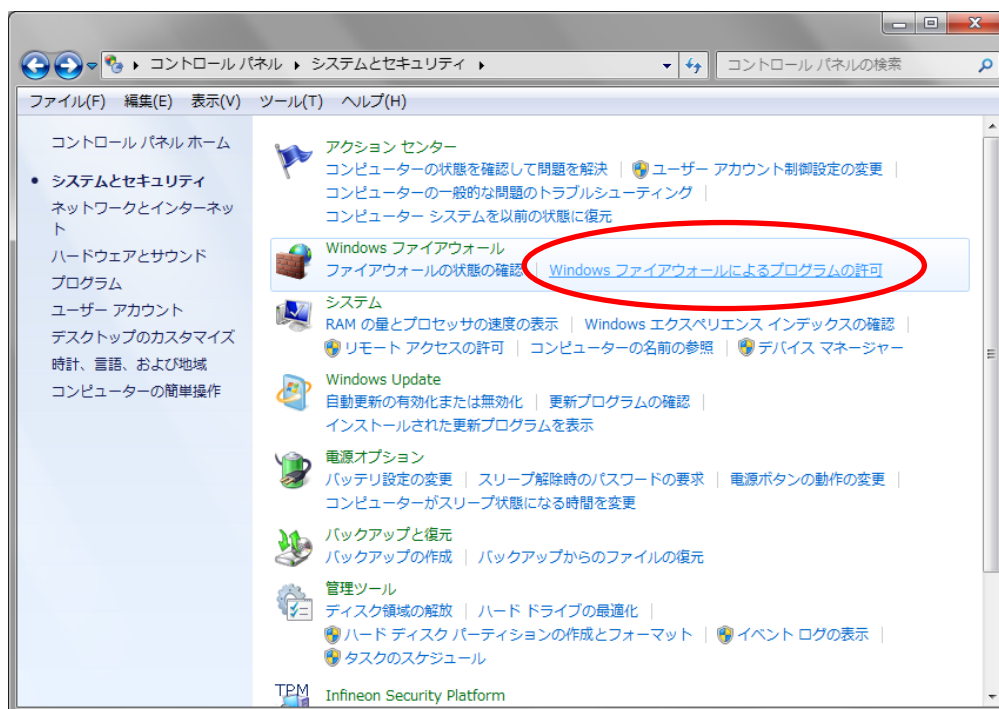 コントロール パネル ▸ システムとセキュリティ ▸
コントロール パネルの検索
ファイル(F) 編集(E) 表示(V) ツール(T) ヘルプ(H)
コントロール パネル ホーム
システムとセキュリティ
ネットワークとインターネッ
ト
ハードウェアとサウンド
プログラム
ユーザー アカウント
デスクトップのカスタマイズ
時計、言語、および地域
コンピューターの簡単操作
アクション センター
コンピューターの状態を確認して問題を解決 | ユーザー アカウント制御設定の変更 |
コンピューターの一般的な問題のトラブルシューティング |
コンピューター システムを以前の状態に復元
Windows ファイアウォール
ファイアウォールの状態の確認 | Windows ファイアウォールによるプログラムの許可
システム
RAM の量とプロセッサの速度の表示 | Windows エクスペリエンス インデックスの確認 |
リモート アクセスの許可 | コンピューターの名前の参照 | デバイス マネージャー
Windows Update
自動更新の有効化または無効化 | 更新プログラムの確認 |
インストールされた更新プログラムを表示
電源オプション
バッテリ設定の変更 | スリープ解除時のパスワードの要求 | 電源ボタンの動作の変更 |
コンピューターがスリープ状態になる時間を変更
バックアップと復元
バックアップの作成 | バックアップからのファイルの復元
管理ツール
ディスク領域の解放 | ハード ドライブの最適化 |
ハード ディスク パーティションの作成とフォーマット | イベント ログの表示 |
タスクのスケジュール
TPM
Infineon Security Platform